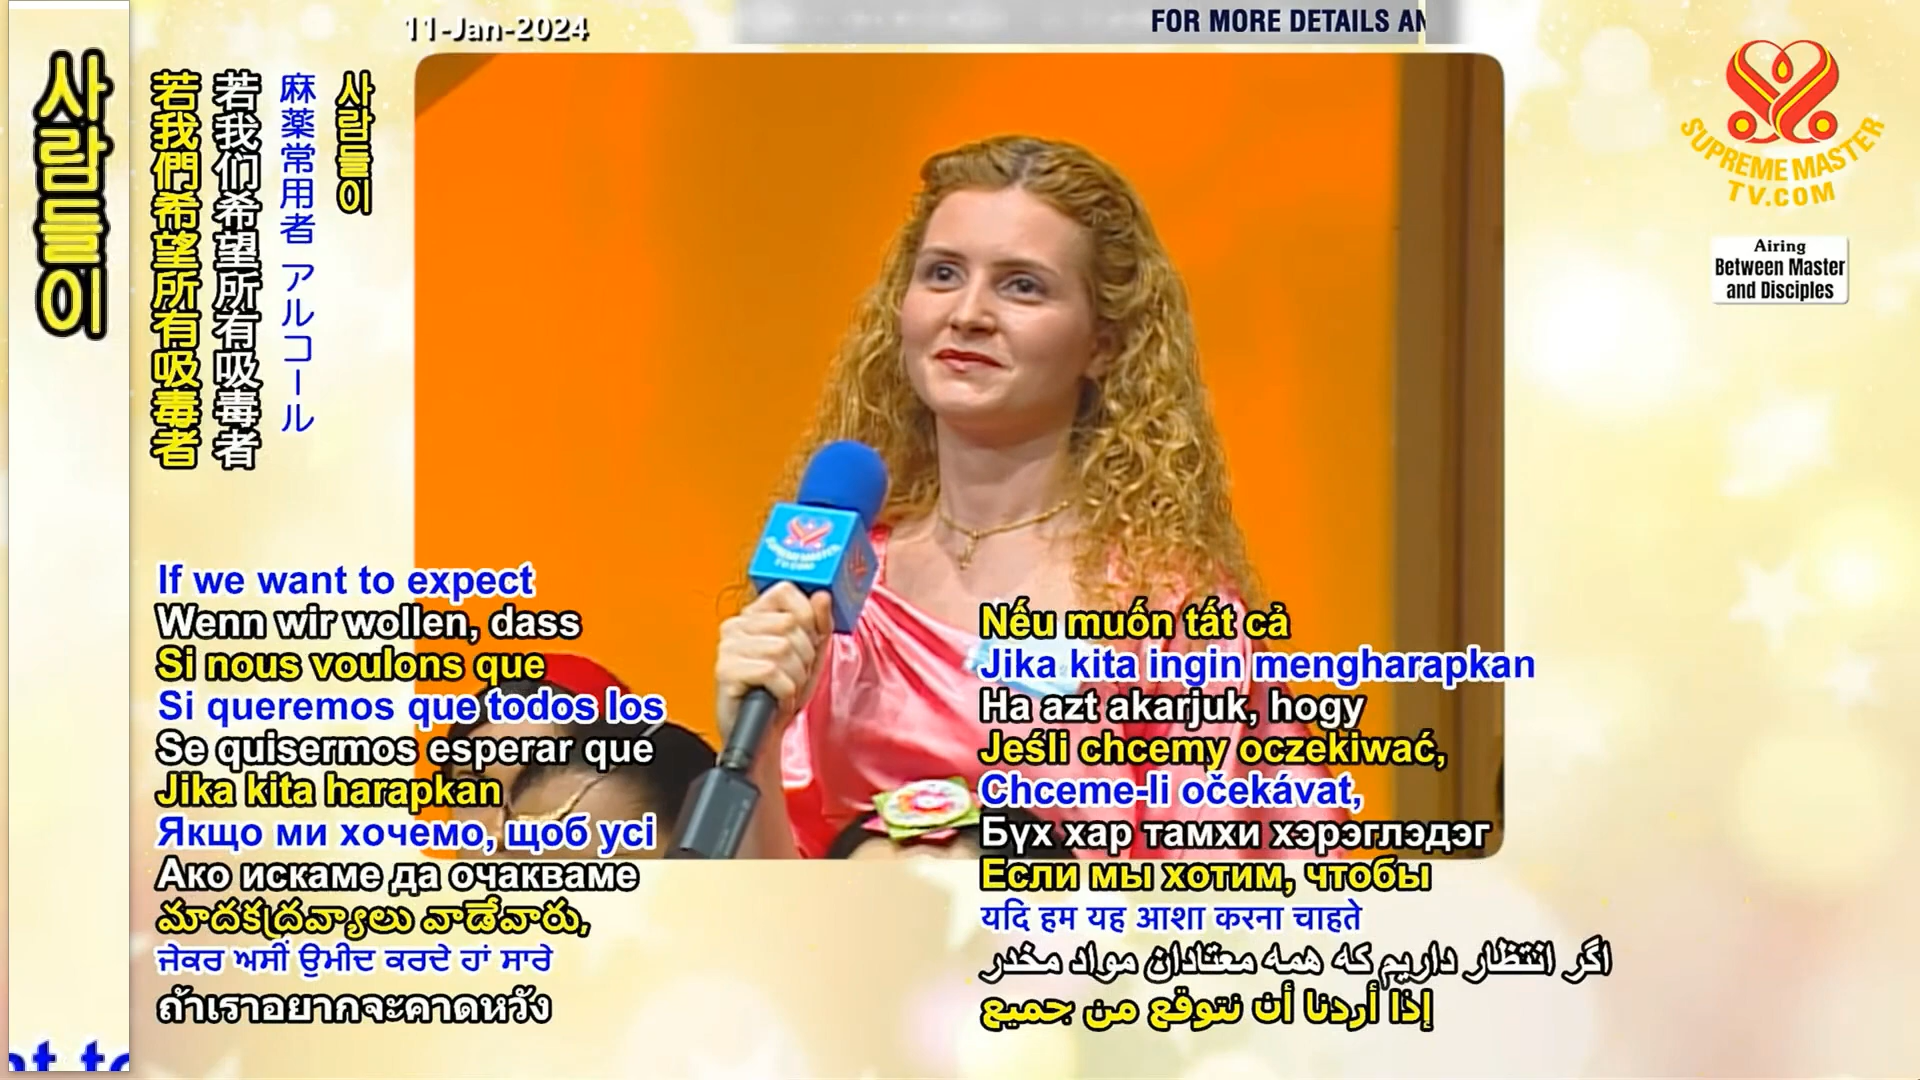 11-Jan-2024
FOR MORE DETAILS AN
사람들이
若我們希望所有吸毒者
若我们希望所有吸毒者
麻薬常用者 アルコール
사람들이
SUPREME MASTER
TV.COM
Airing
Between Master
and Disciples
SUPREME MASTER
TV.COM
If we want to expect
Wenn wir wollen, dass
Si nous voulons que
Si queremos que todos los
Se quisermos esperar que
Jika kita harapkan
Якщо ми хочемо, щоб усі
Ако искаме да очакваме
మాదకద్రవ్యాలు వాడేవారు,
ਜੇਕਰ ਅਸੀਂ ਉਮੀਦ ਕਰਦੇ ਹਾਂ ਸਾਰੇ
ถ้าเราอยากจะคาดหวัง
Nếu muốn tất cả
Jika kita ingin mengharapkan
Ha azt akarjuk, hogy
Jeśli chcemy oczekiwać,
Chceme-li očekávat,
Бүх хар тамхи хэрэглэдэг
Если мы хотим, чтобы
यदि हम यह आशा करना चाहते
اگر انتظار داریم که همه معتادان مواد مخدر
إذا أردنا أن نتوقع من جميع